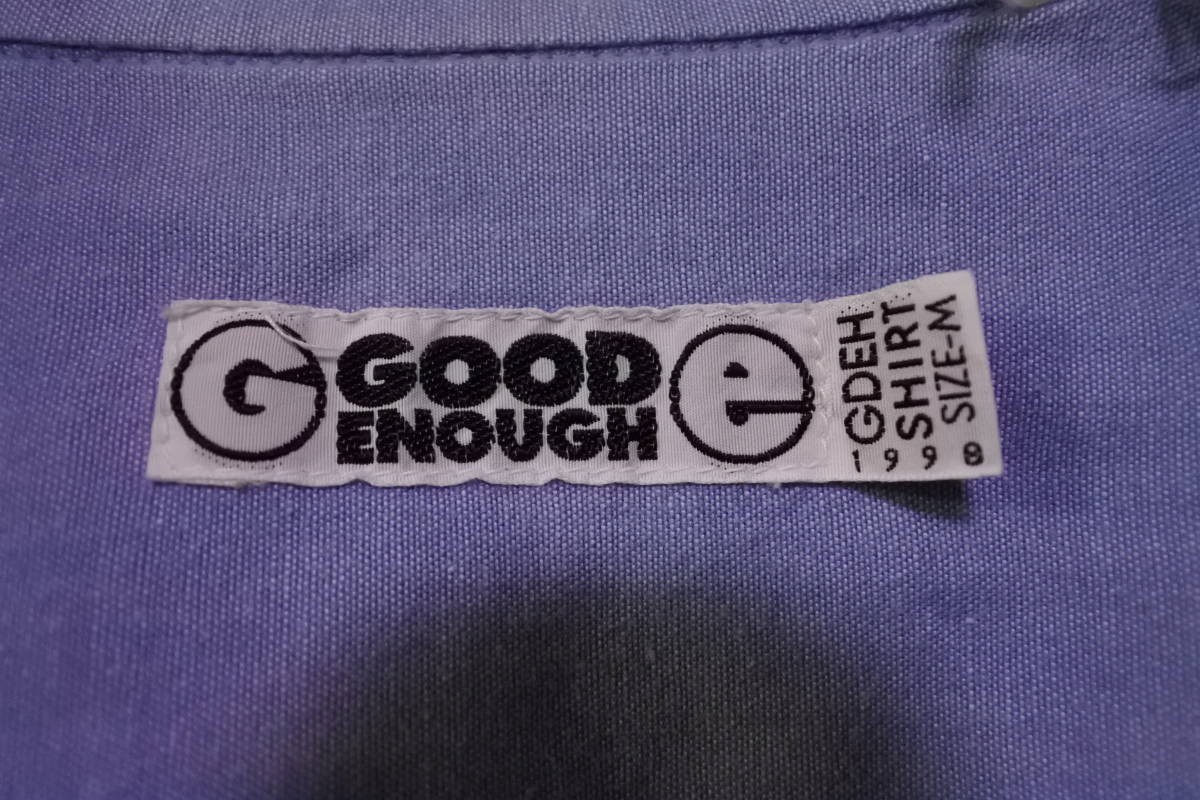 G
GOOD
ENOUGH
e
GDEH
SHIRT
SIZE-M
1998